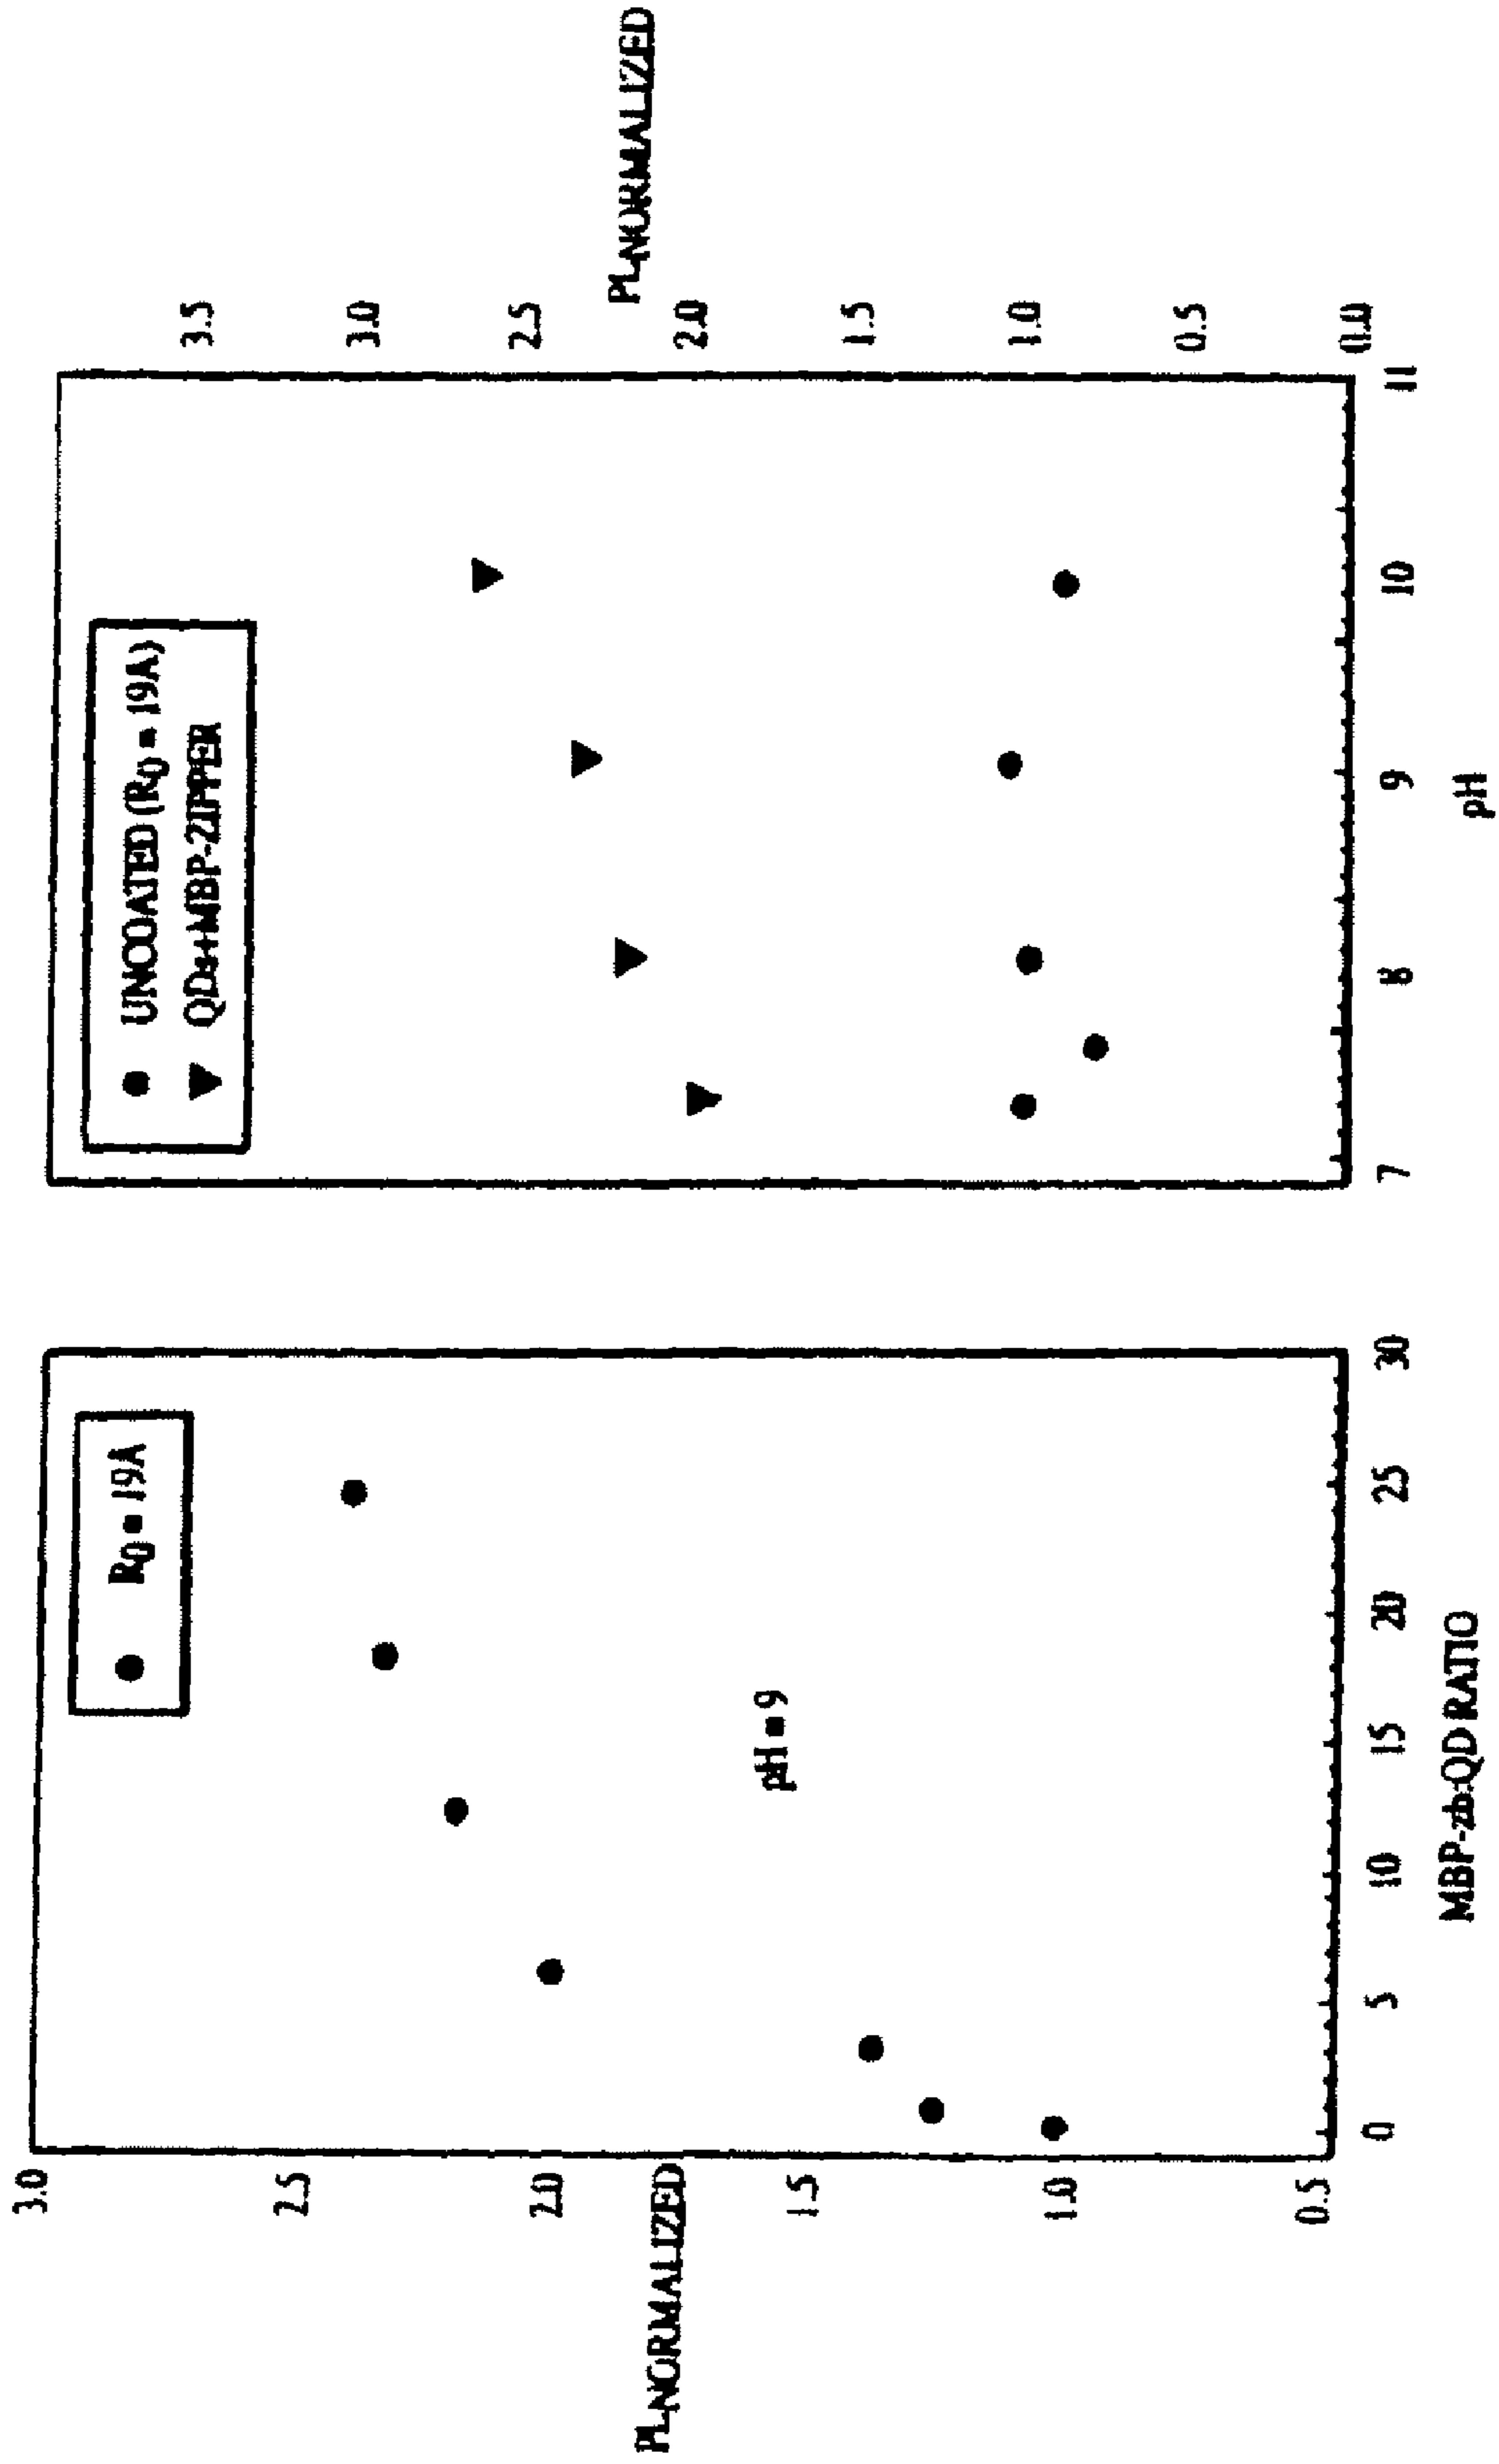 PL NORMALIZED
3.0
2.5
2.0
1.5
1.0
0.5
R0 = 19A
pH = 9
0 5 10 15 20 25 30
MBP-zb:QD RATIO
UNCOATED (R0 = 19A)
QDs+MBP-ZIPPER
7 8 9 10 11
pH
3.5
3.0
2.5
2.0
1.5
1.0
0.5
0.0
PL NORMALIZED